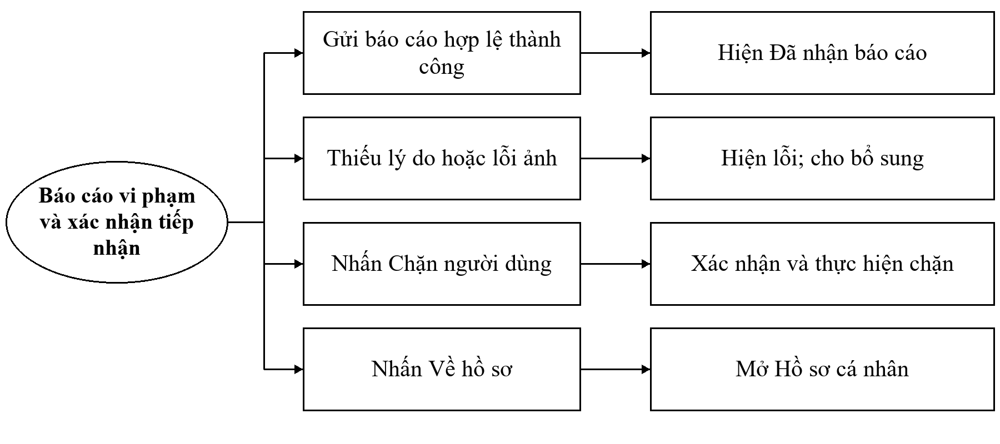 Gửi báo cáo hợp lệ thành
công
Hiện Đã nhận báo cáo
Thiếu lý do hoặc lỗi ảnh
Hiện lỗi; cho bổ sung
Báo cáo vi phạm
và xác nhận tiếp
nhận
Nhấn Chặn người dùng
Xác nhận và thực hiện chặn
Nhấn Về hồ sơ
Mở Hồ sơ cá nhân